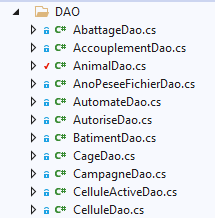 DAO
C# AbattageDao.cs
C# AccouplementDao.cs
C# AnimalDao.cs
C# AnoPeseeFichierDao.cs
C# AutomateDao.cs
C# AutoriseDao.cs
C# BatimentDao.cs
C# CageDao.cs
C# CampagneDao.cs
C# CelluleActiveDao.cs
C# CelluleDao.cs